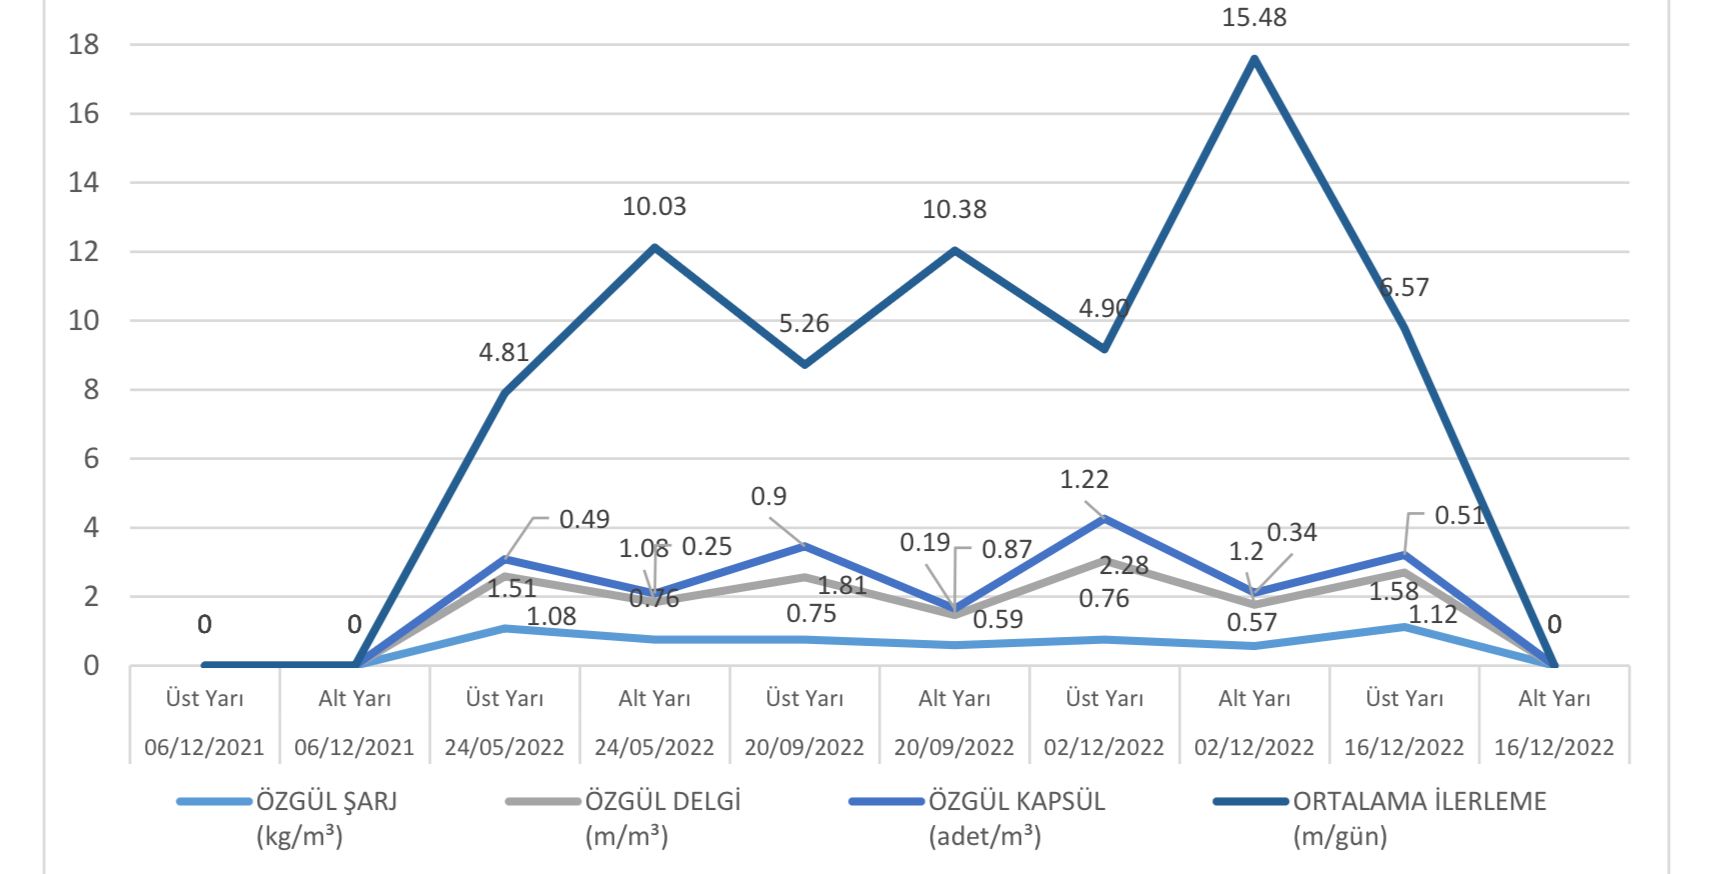 15.48
18
16
14
12
10
8
6
4
2
0
10.03
10.38
6.57
4.90
5.26
4.81
1.22
0.9
0.49
0.51
0.34
1.08
0.25
0.19
0.87
1.2
2.28
1.51
0.76
1.81
0.76
1.58
1.08
0.75
0.59
0.57
1.12
0
0
0
Üst Yarı
Alt Yarı
Üst Yarı
Alt Yarı
Üst Yarı
Alt Yarı
Üst Yarı
Alt Yarı
Üst Yarı
Alt Yarı
06/12/2021
06/12/2021
24/05/2022
24/05/2022
20/09/2022
20/09/2022
02/12/2022
02/12/2022
16/12/2022
16/12/2022
ÖZGÜL ŞARJ
(kg/m³)
ÖZGÜL DELGİ
(m/m³)
ÖZGÜL KAPSÜL
(adet/m³)
ORTALAMA İLERLEME
(m/gün)